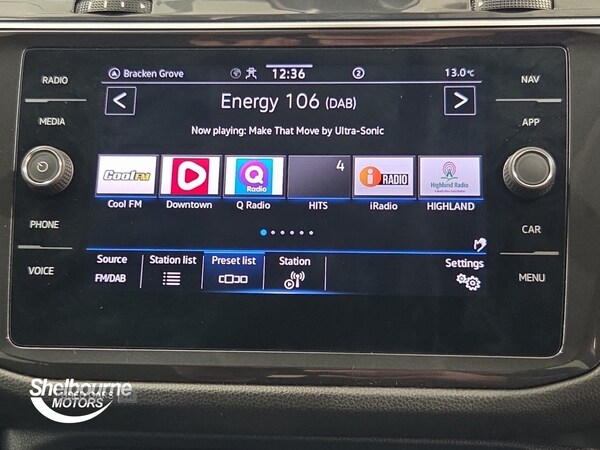 RADIO
MEDIA
PHONE
VOICE
Bracken Grove
12:36
2
13.0°C
Energy 106 (DAB)
Now playing: Make That Move by Ultra-Sonic
CoolFM
Q
Radio
4
iRADIO
Highland Radio
Cool FM
Downtown
Q Radio
HITS
iRadio
HIGHLAND
Source
FM/DAB
Station list
Preset list
Station
Settings
NAV
APP
CAR
MENU
Shelbourne
MOTORS